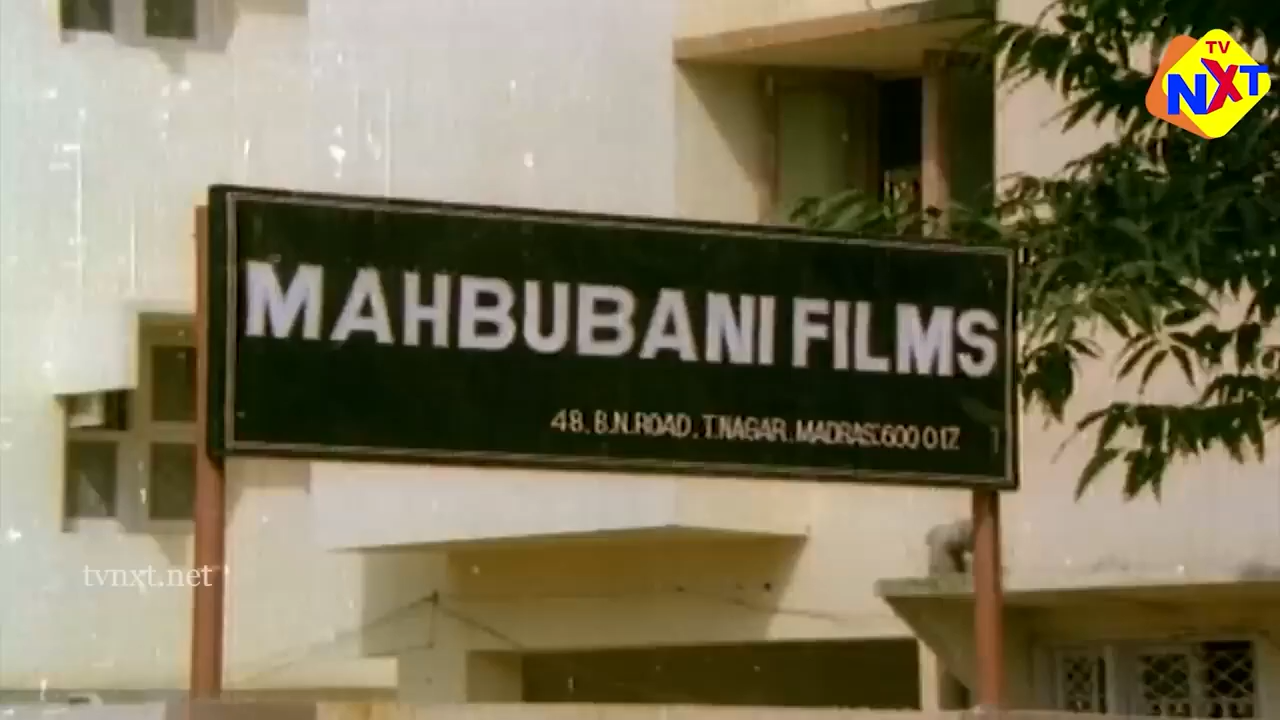 TV
NXT
MAHBUBANI FILMS
48. B.N.ROAD. T.NAGAR. MADRAS.600 017.
tvnxt.net